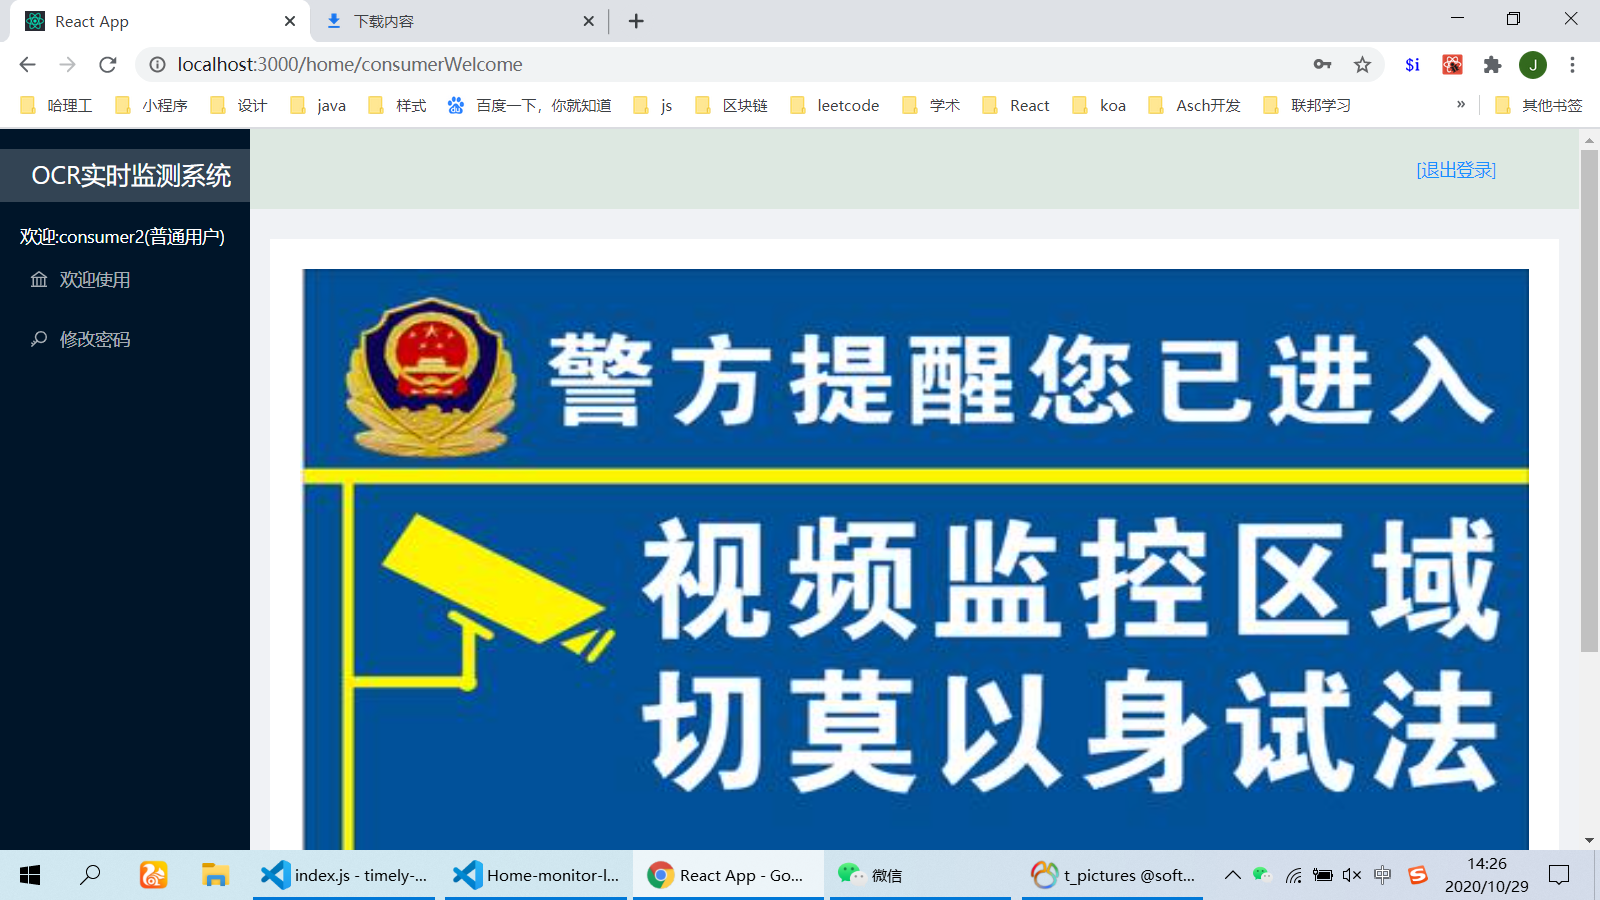 React App
下载内容
localhost:3000/home/consumerWelcome
$i
J
哈理工
小程序
设计
java
样式
百度一下，你就知道
js
区块链
leetcode
学术
React
koa
Asch开发
联邦学习
»
其他书签
OCR实时监测系统
[退出登录]
欢迎:consumer2(普通用户)
欢迎使用
修改密码
警方提醒您已进入
视频监控区域
切莫以身试法
index.js - timely-...
Home-monitor-l...
React App - Go...
微信
t_pictures @soft...
中
14:26
2020/10/29